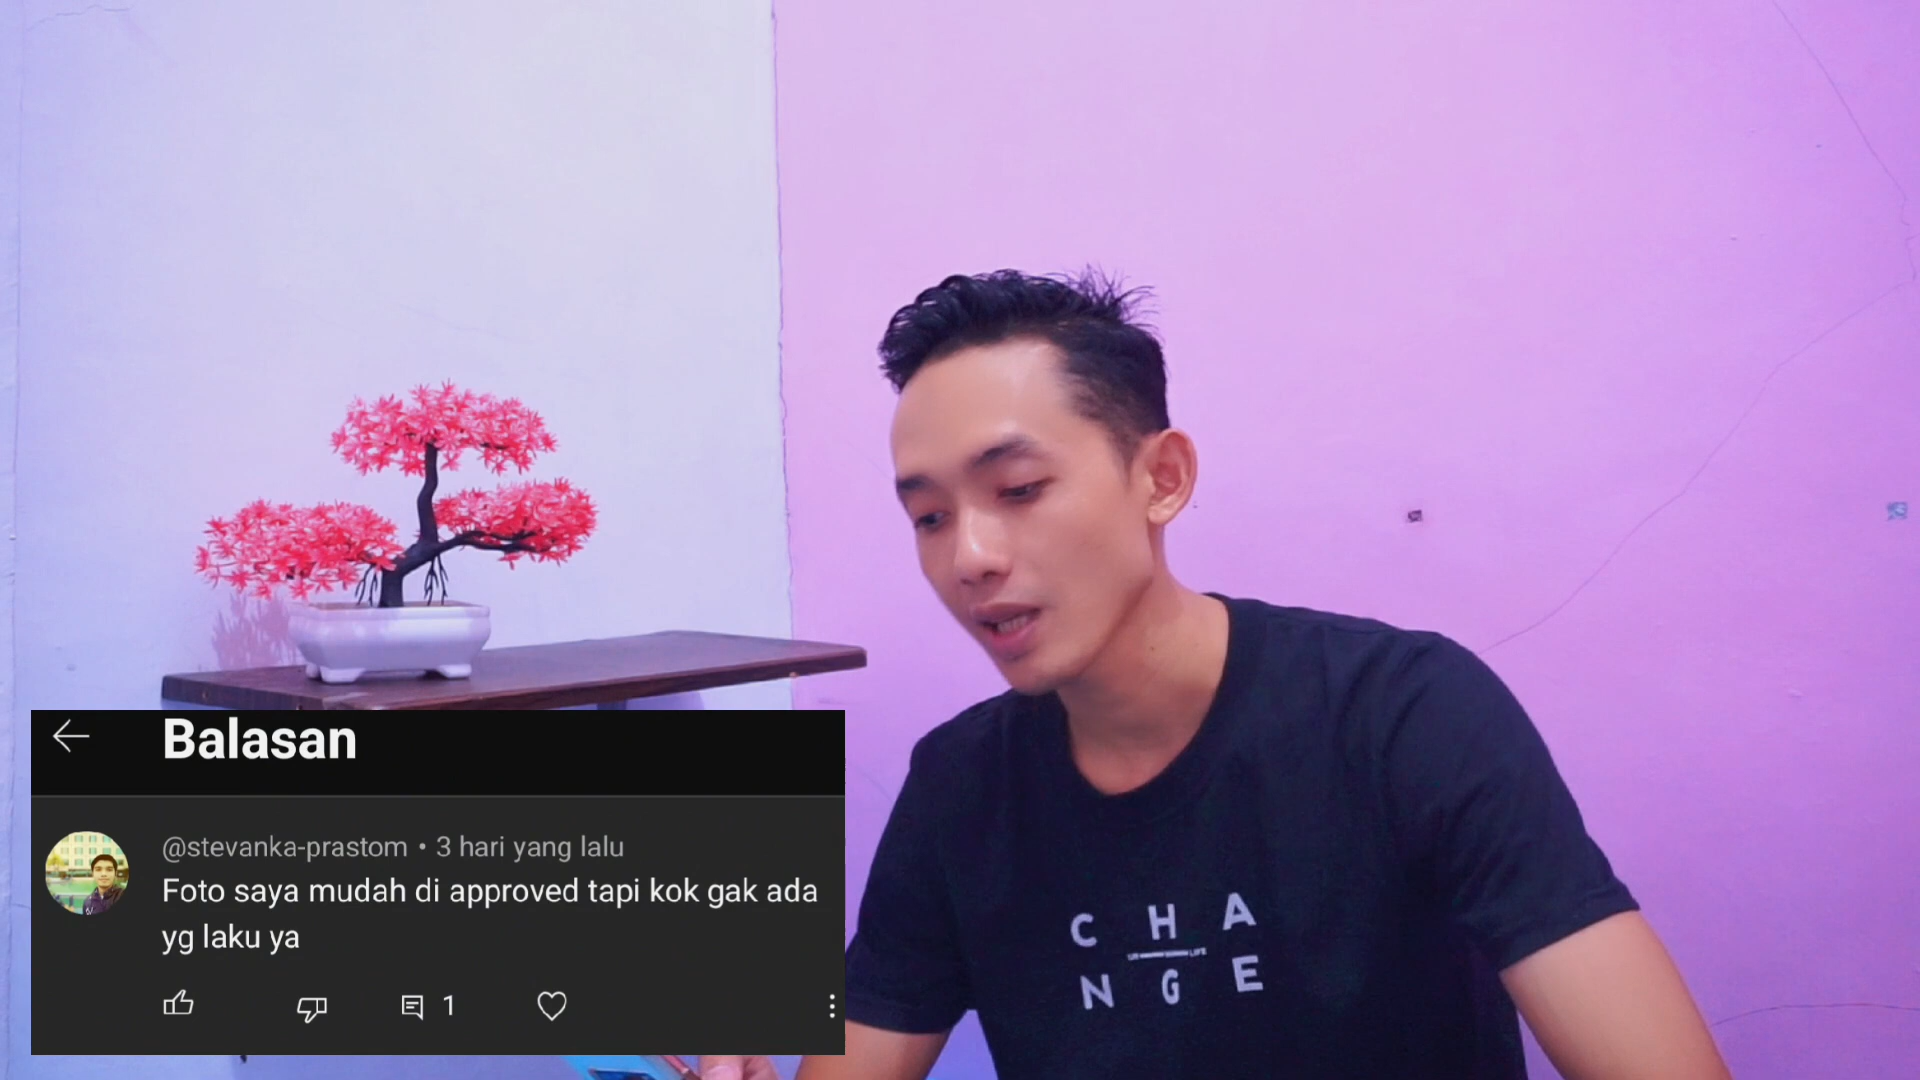 Balasan
@stevanka-prastom • 3 hari yang lalu
Foto saya mudah di approved tapi kok gak ada
yg laku ya
1
C H A
N G E